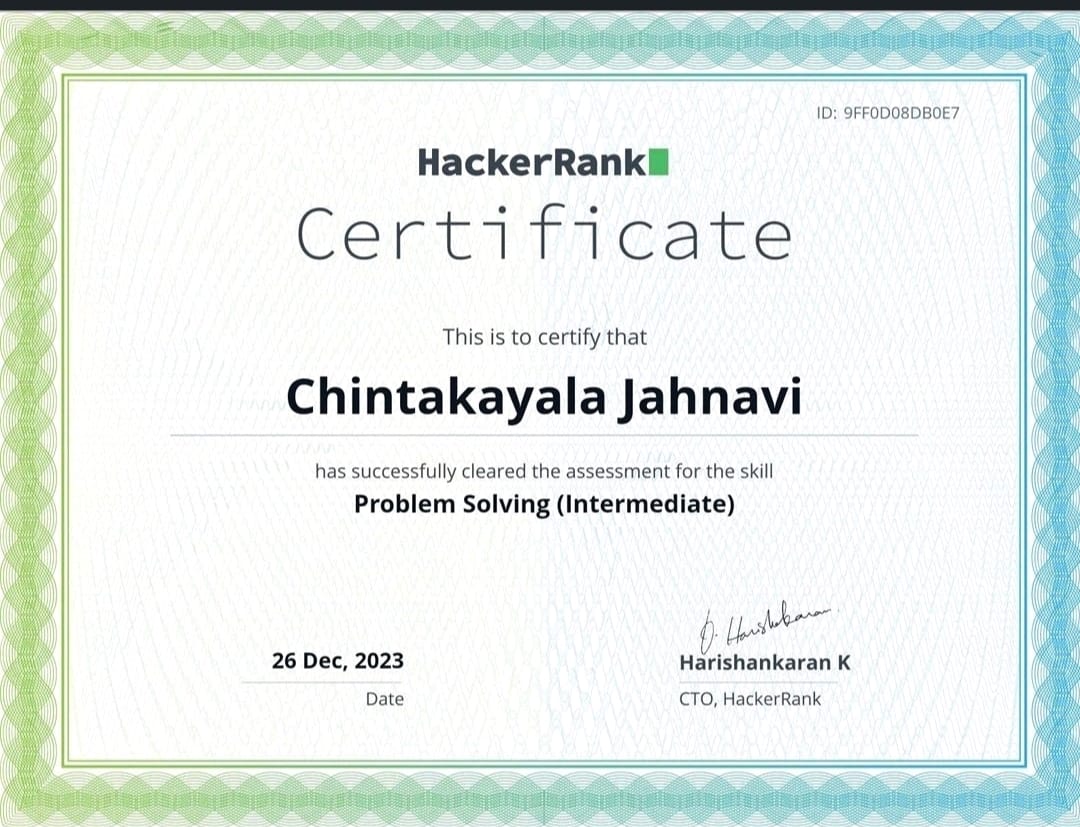 ID: 9FF0D08DB0E7
HackerRank
Certificate
This is to certify that
Chintakayala Jahnavi
has successfully cleared the assessment for the skill
Problem Solving (Intermediate)
26 Dec, 2023
Date
Harishankaran
Harishankaran K
CTO, HackerRank